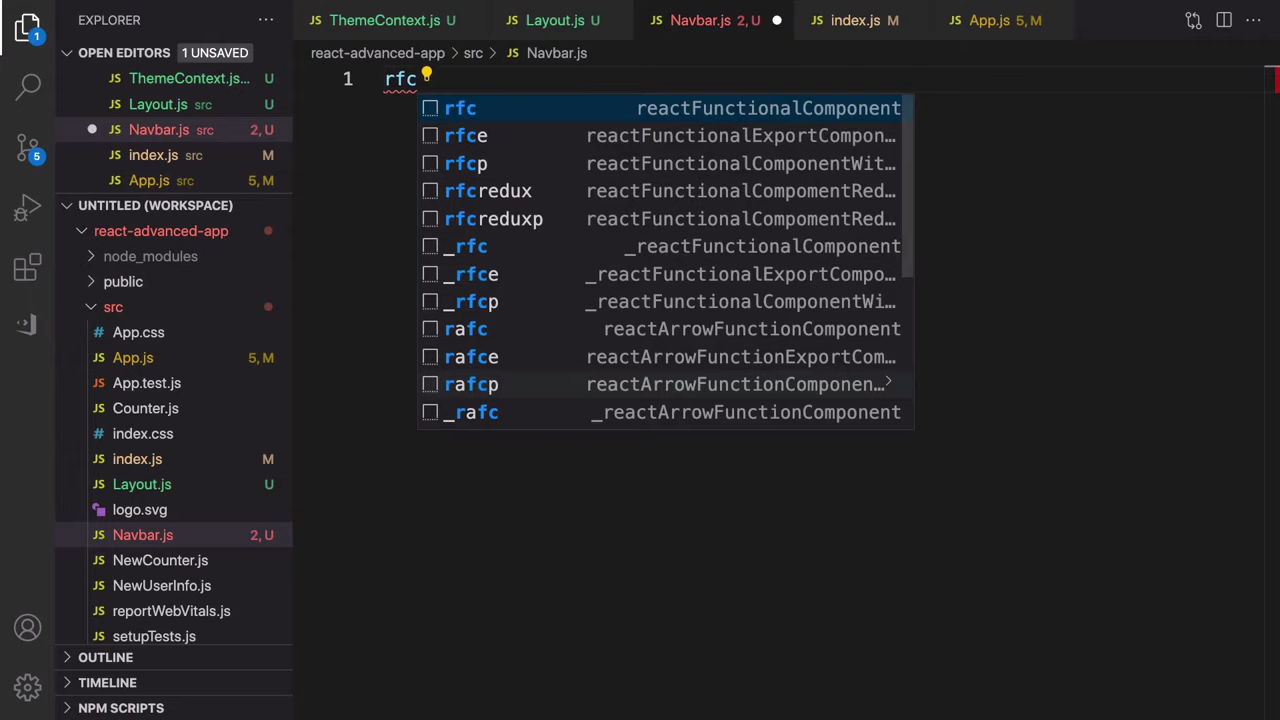 EXPLORER
ThemeContext.js U
Layout.js U
Navbar.js 2, U
index.js M
App.js 5, M
1
OPEN EDITORS 1 UNSAVED
ThemeContext.js... U
Layout.js src U
Navbar.js src 2, U
index.js src M
App.js src 5, M
UNTITLED (WORKSPACE)
react-advanced-app
node_modules
public
src
App.css
App.js 5, M
App.test.js
Counter.js
index.css
index.js M
Layout.js U
logo.svg
Navbar.js 2, U
NewCounter.js
NewUserInfo.js
reportWebVitals.js
setupTests.js
OUTLINE
TIMELINE
NPM SCRIPTS
5
react-advanced-app > src > JS Navbar.js
1 rfc
rfc reactFunctionalComponent
rfce reactFunctionalExportCompon...
rfcp reactFunctionalComponentWit...
rfcredux reactFunctionalCompomentRed...
rfcreduxp reactFunctionalCompomentRed...
_rfc _reactFunctionalComponent
_rfce _reactFunctionalExportCompo...
_rfcp _reactFunctionalComponentWi...
rafc reactArrowFunctionComponent
rafce reactArrowFunctionExportCom...
rafcp reactArrowFunctionComponen...
_rafc _reactArrowFunctionComponent